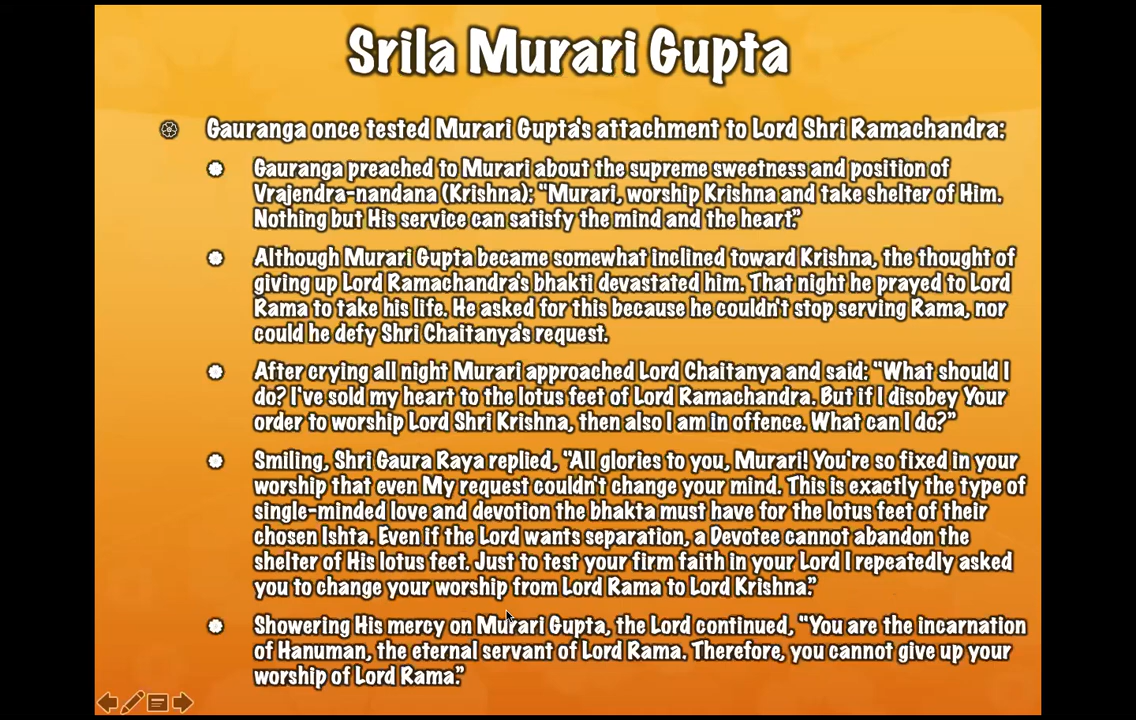 Srila Murari Gupta
Gauranga once tested Murari Gupta's attachment to Lord Shri Ramachandra:
Gauranga preached to Murari about the supreme sweetness and position of
Vrajendra-nandana (Krishna): “Murari, worship Krishna and take shelter of Him.
Nothing but His service can satisfy the mind and the heart.”
Although Murari Gupta became somewhat inclined toward Krishna, the thought of
giving up Lord Ramachandra's bhakti devastated him. That night he prayed to Lord
Rama to take his life. He asked for this because he couldn't stop serving Rama, nor
could he defy Shri Chaitanya's request.
After crying all night Murari approached Lord Chaitanya and said: “What should I
do? I've sold my heart to the lotus feet of Lord Ramachandra. But if I disobey Your
order to worship Lord Shri Krishna, then also I am in offence. What can I do?”
Smiling, Shri Gaura Raya replied, “All glories to you, Murari! You're so fixed in your
worship that even My request couldn't change your mind. This is exactly the type of
single-minded love and devotion the bhakta must have for the lotus feet of their
chosen Ishta. Even if the Lord wants separation, a Devotee cannot abandon the
shelter of His lotus feet. Just to test your firm faith in your Lord I repeatedly asked
you to change your worship from Lord Rama to Lord Krishna.”
Showering His mercy on Murari Gupta, the Lord continued, “You are the incarnation
of Hanuman, the eternal servant of Lord Rama. Therefore, you cannot give up your
worship of Lord Rama.”